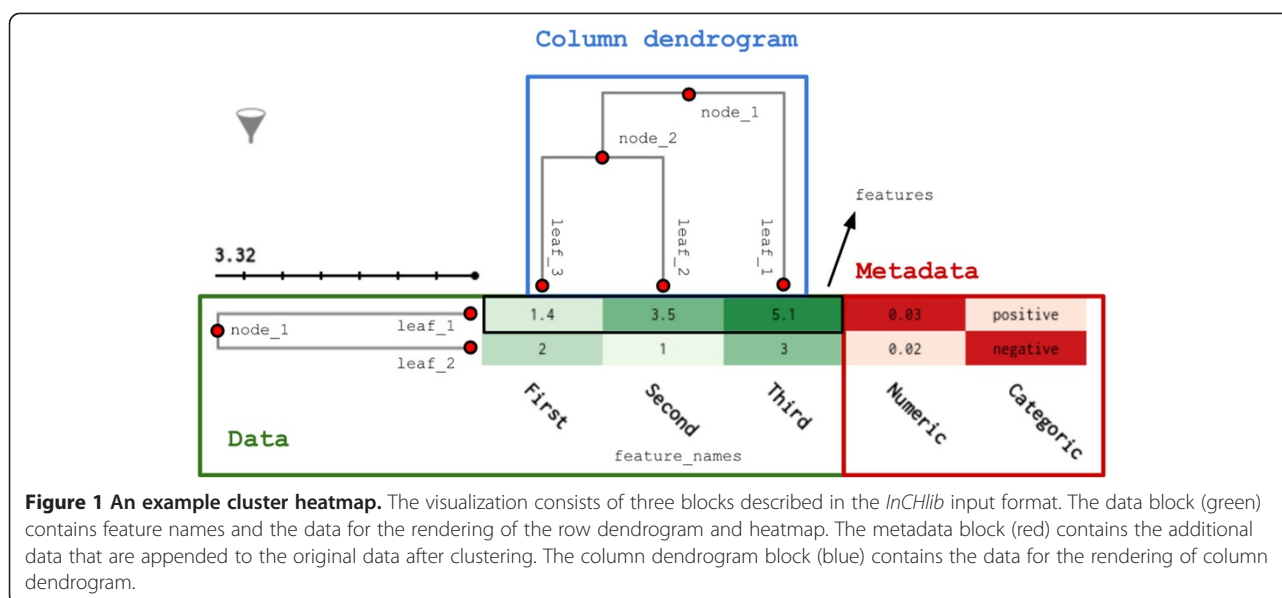 Column dendrogram
node_1
node_2
features
leaf_3
leaf_2
leaf_1
3.32
Metadata
leaf_1 1.4 3.5 5.1 0.03 positive
node_1
leaf_2 2 1 3 0.02 negative
First Second Third Numeric Categoric
Data
feature_names
Figure 1 An example cluster heatmap. The visualization consists of three blocks described in the InCHlib input format. The data block (green)
contains feature names and the data for the rendering of the row dendrogram and heatmap. The metadata block (red) contains the additional
data that are appended to the original data after clustering. The column dendrogram block (blue) contains the data for the rendering of column
dendrogram.